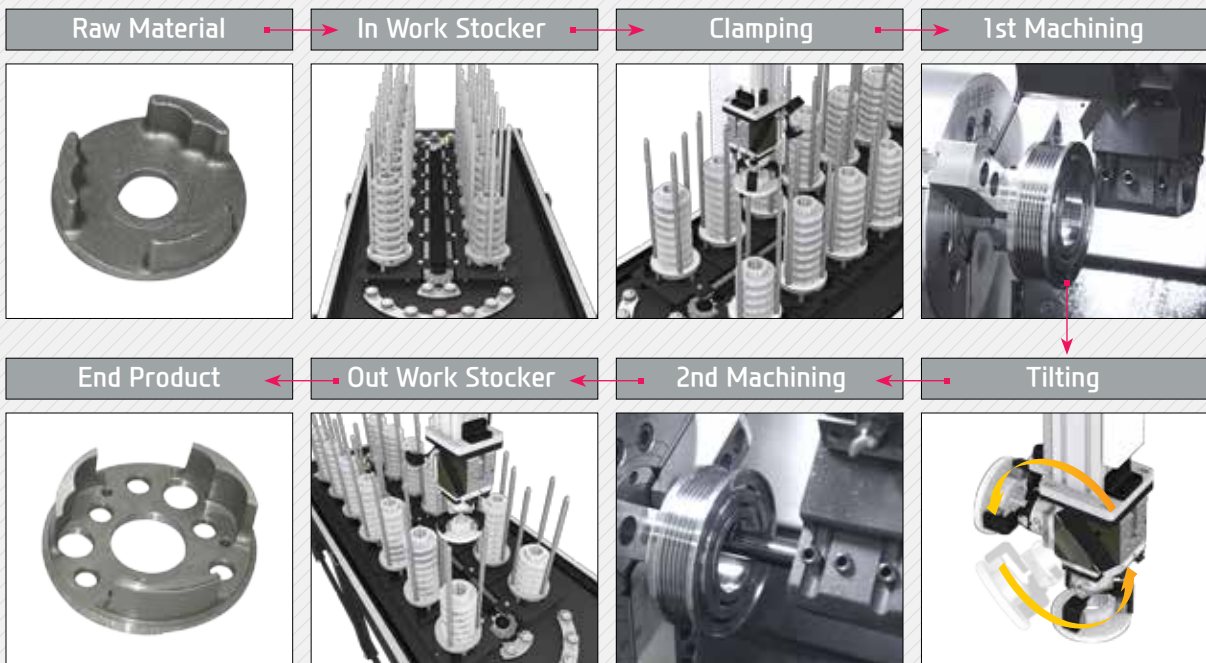 Raw Material
In Work Stocker
Clamping
1st Machining
End Product
Out Work Stocker
2nd Machining
Tilting